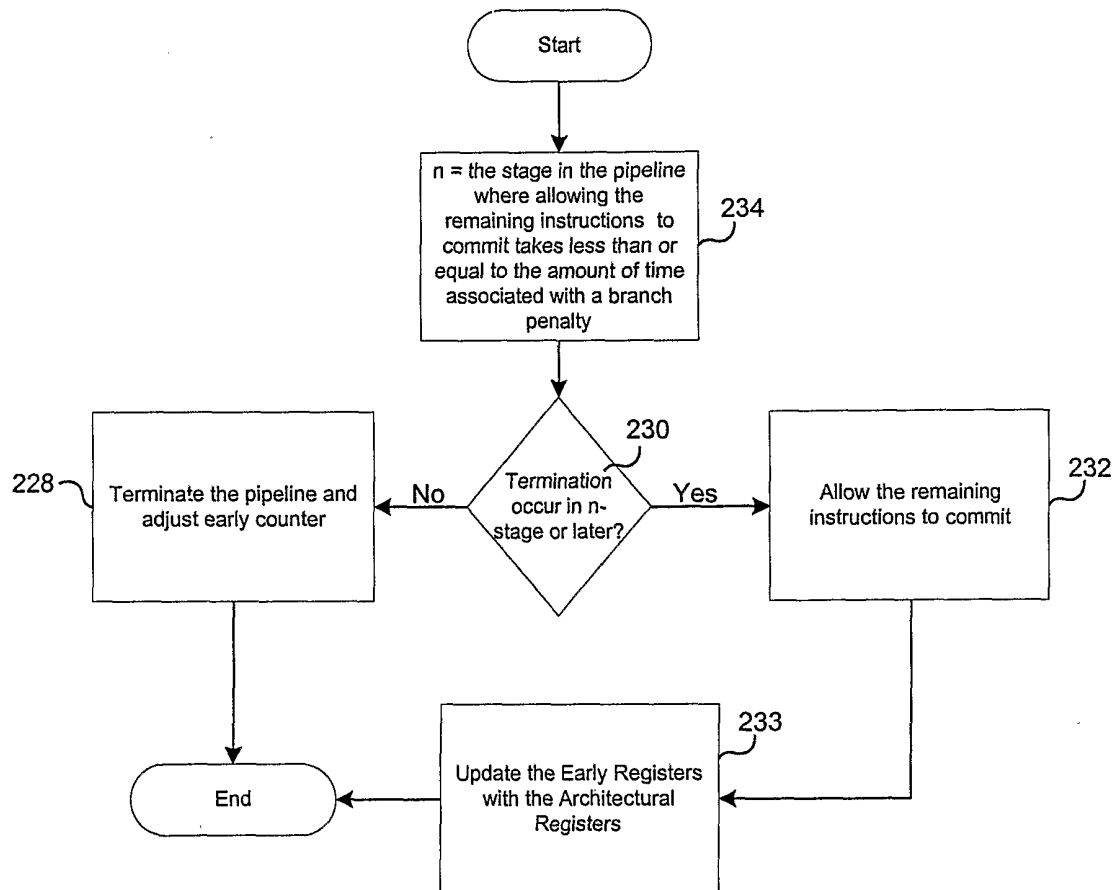 Start
n = the stage in the pipeline
where allowing the
remaining instructions to
commit takes less than or
equal to the amount of time
associated with a branch
penalty
234
230
Termination
occur in n-
stage or later?
No
Yes
228
Terminate the pipeline and
adjust early counter
232
Allow the remaining
instructions to commit
233
Update the Early Registers
with the Architectural
Registers
End